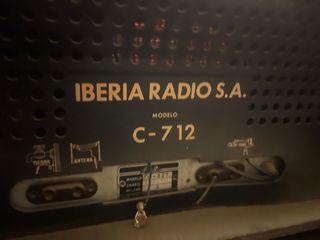 IBERIA RADIO S.A.
MODELO
C-712
TIERRA
ANTENA